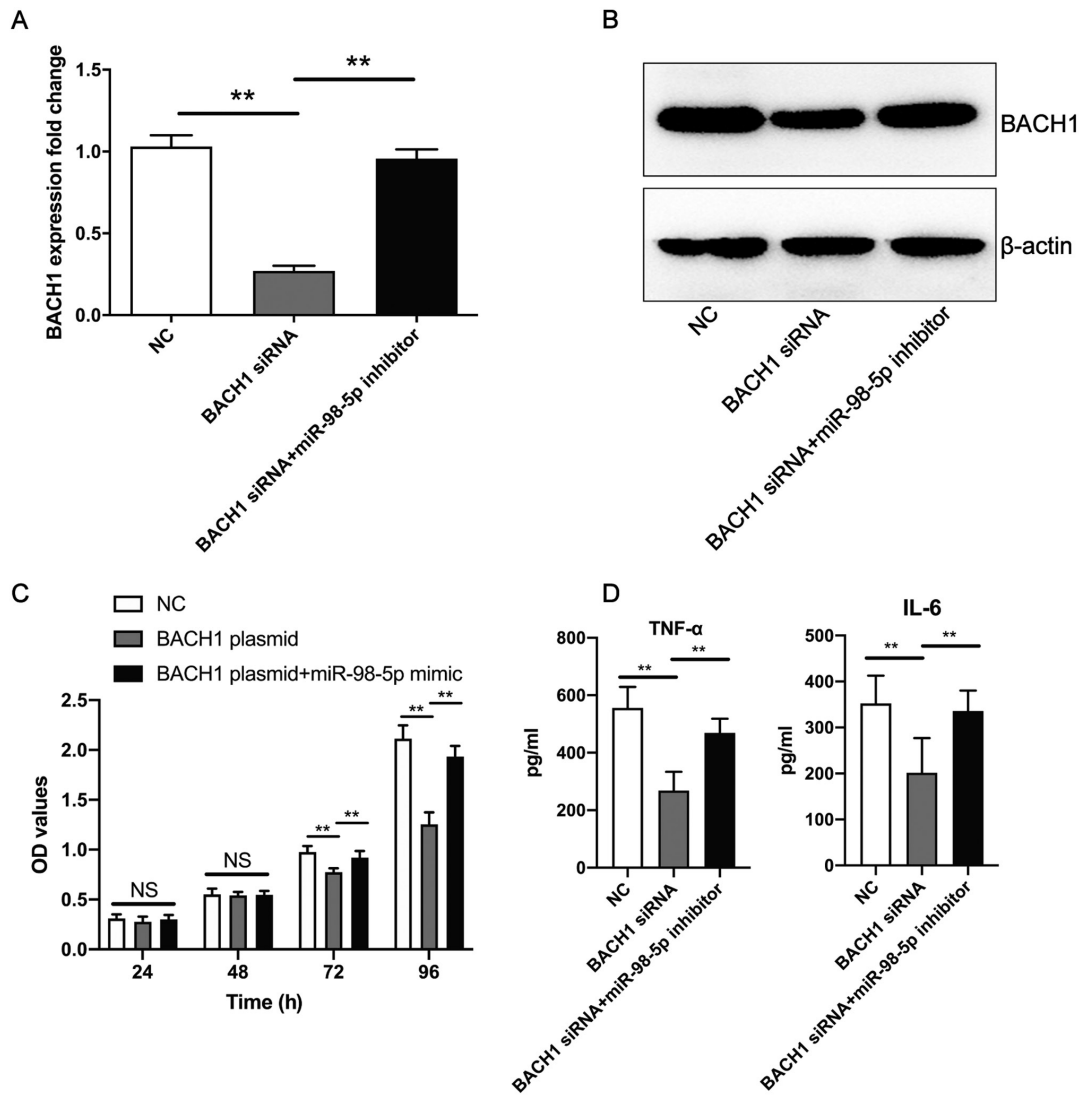 A
BACH1 expression fold change
1.5
1.0
0.5
0.0
**
**
NC
BACH1 siRNA
BACH1 siRNA+miR-98-5p inhibitor
B
BACH1
β-actin
NC
BACH1 siRNA
BACH1 siRNA+miR-98-5p inhibitor
C
NC
BACH1 plasmid
BACH1 plasmid+miR-98-5p mimic
OD values
2.5
2.0
1.5
1.0
0.5
0.0
NS
NS
**
**
**
**
24
48
72
96
Time (h)
D
TNF-α
pg/ml
800
600
400
200
0
**
**
NC
BACH1 siRNA
BACH1 siRNA+miR-98-5p inhibitor
IL-6
pg/ml
500
400
300
200
100
0
**
**
NC
BACH1 siRNA
BACH1 siRNA+miR-98-5p inhibitor